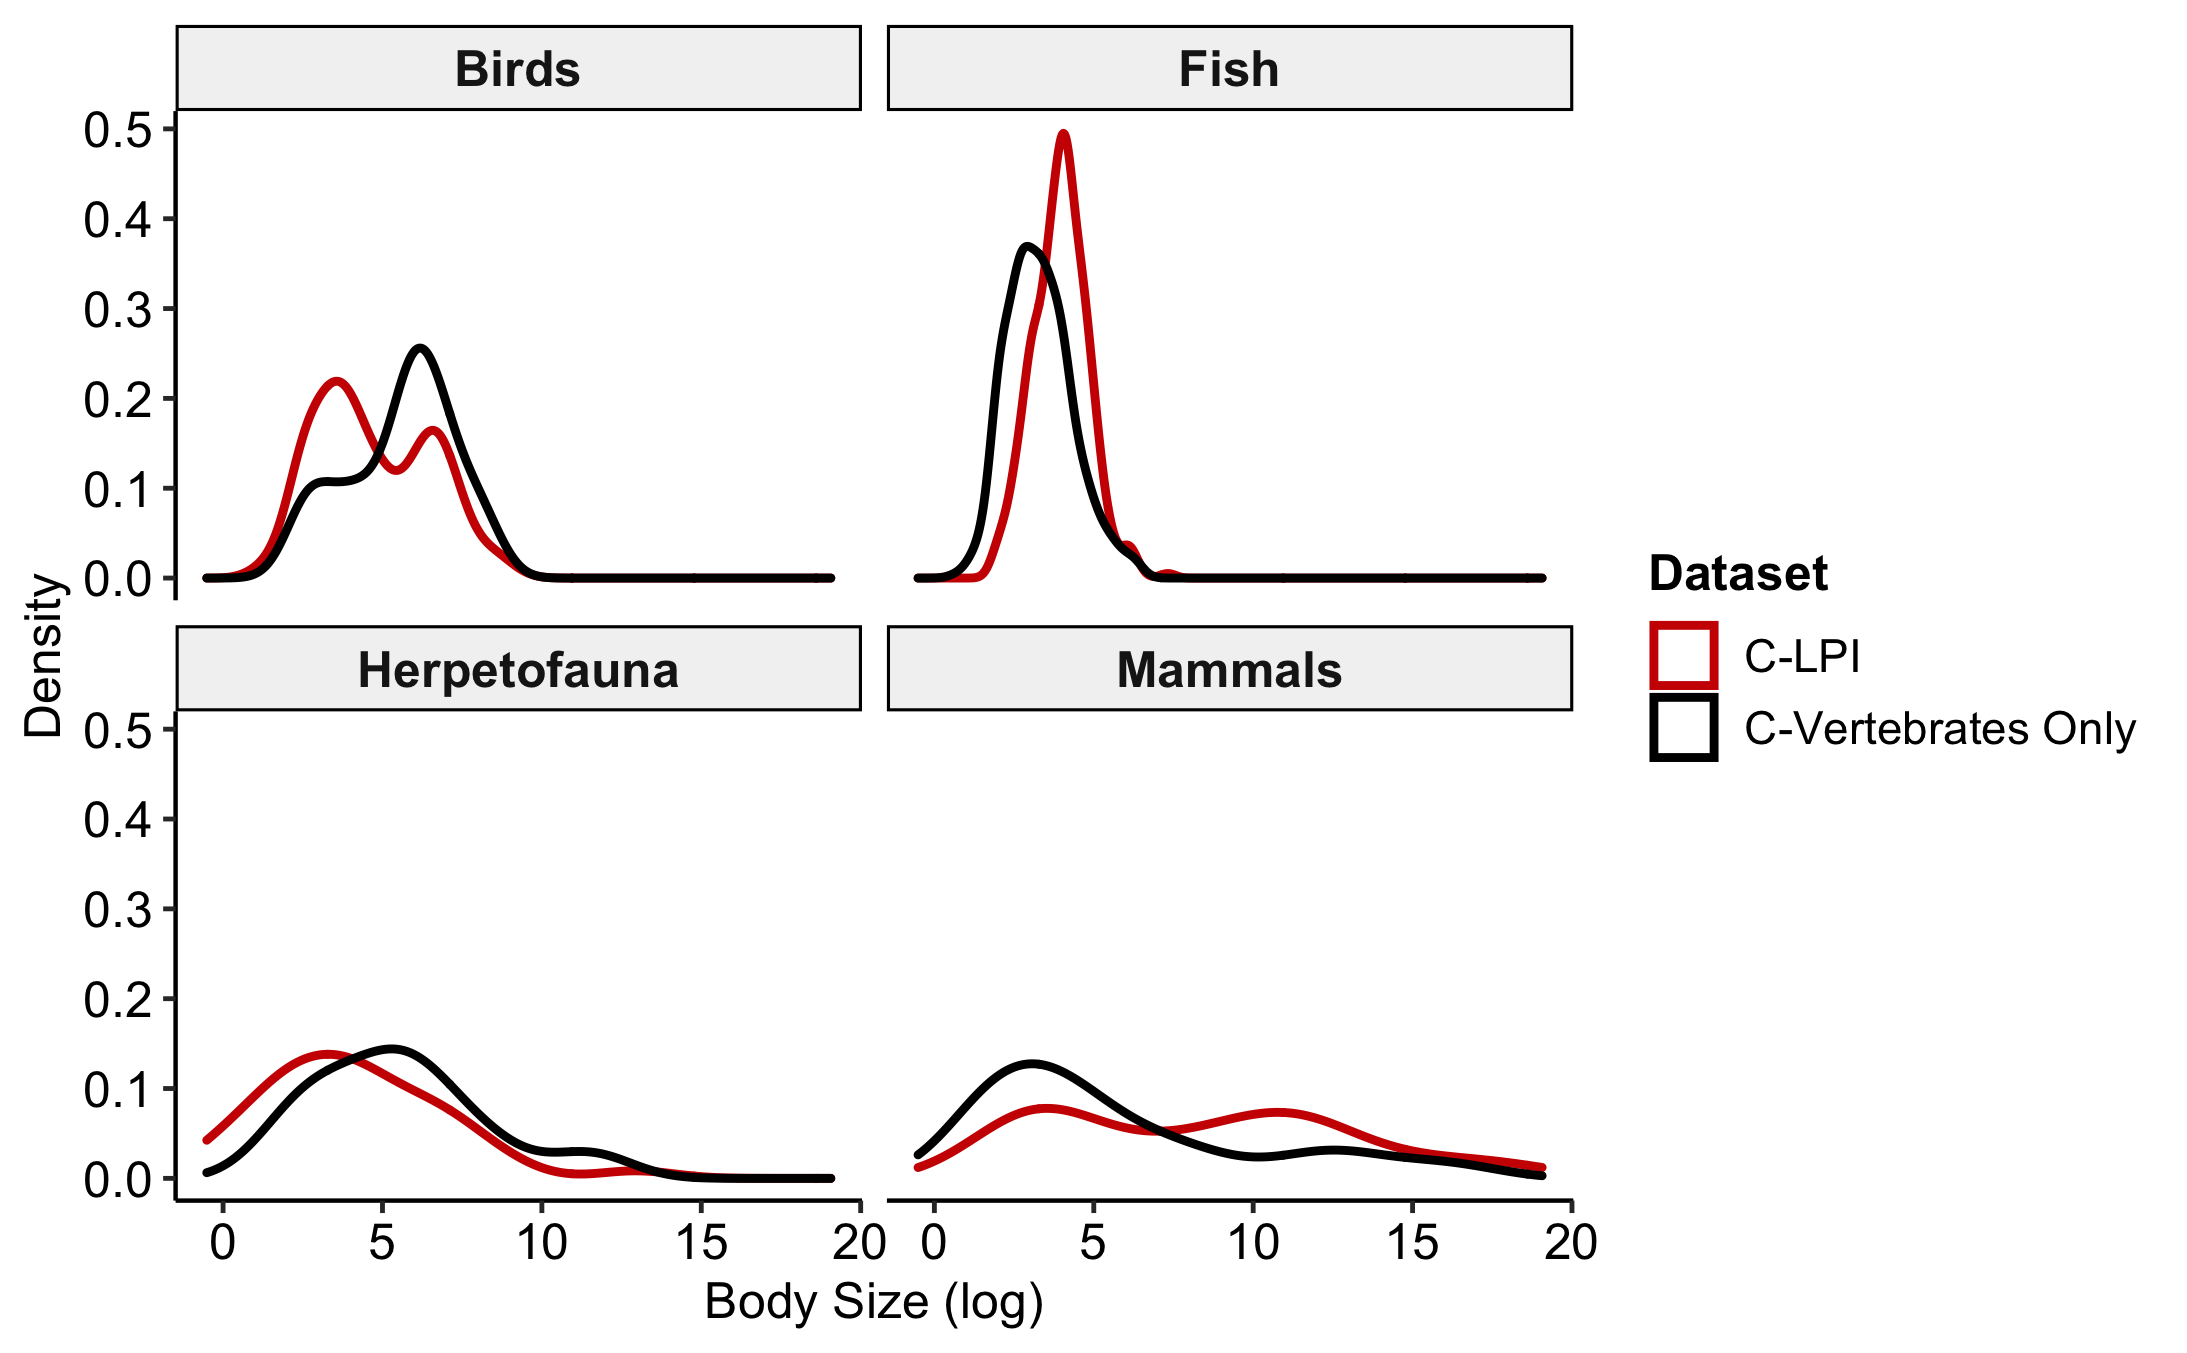 Birds
Fish
0.5
0.4
0.3
0.2
0.1
0.0
Herpetofauna
Mammals
0.5
0.4
0.3
0.2
0.1
0.0
0 5 10 15 20 0 5 10 15 20
Body Size (log)
Density
Dataset
C-LPI
C-Vertebrates Only